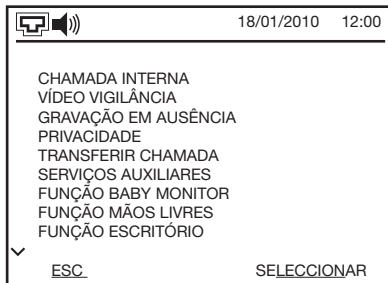 18/01/2010 12:00
CHAMADA INTERNA
VÍDEO VIGILÂNCIA
GRAVAÇÃO EM AUSÊNCIA
PRIVACIDADE
TRANSFERIR CHAMADA
SERVIÇOS AUXILIARES
FUNÇÃO BABY MONITOR
FUNÇÃO MÃOS LIVRES
FUNÇÃO ESCRITÓRIO
ESC SELECCIONAR